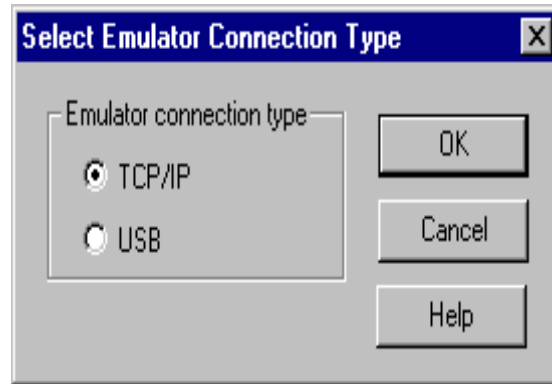 Select Emulator Connection Type
Emulator connection type
TCP/IP
USB
OK
Cancel
Help